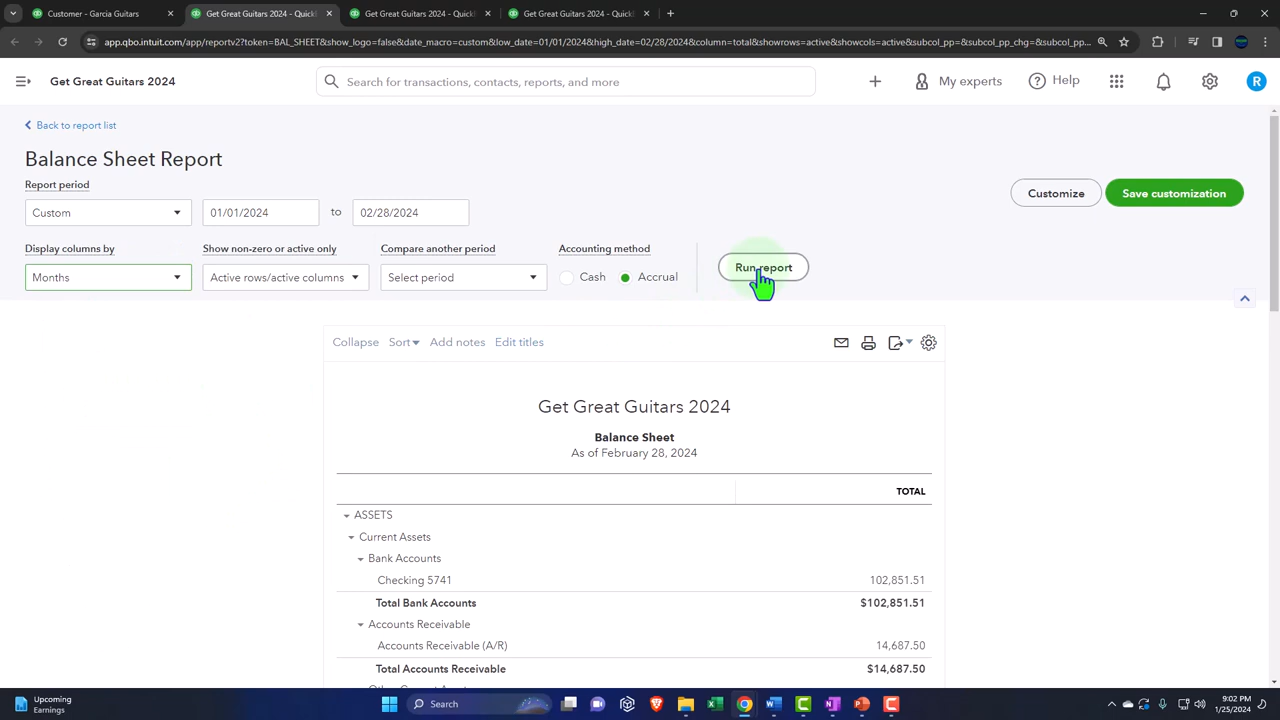 Customer - Garcia Guitars
Get Great Guitars 2024 - Quick
Get Great Guitars 2024 - Quick
Get Great Guitars 2024 - Quick
app.qbo.intuit.com/app/reportv2?token=BAL_SHEET&show_logo=false&date_macro=custom&low_date=01/01/2024&high_date=02/28/2024&column=total&showrows=active&showcols=active&subcol_pp=&subcol_pp_...
Get Great Guitars 2024
Search for transactions, contacts, reports, and more
My experts
Help
R
Back to report list
Balance Sheet Report
Report period
Custom 01/01/2024 to 02/28/2024
Customize
Save customization
Display columns by
Show non-zero or active only
Compare another period
Accounting method
Months
Active rows/active columns
Select period
Cash
Accrual
Run report
Collapse Sort Add notes Edit titles
Get Great Guitars 2024
Balance Sheet
As of February 28, 2024
TOTAL
ASSETS
Current Assets
Bank Accounts
Checking 5741 102,851.51
Total Bank Accounts $102,851.51
Accounts Receivable
Accounts Receivable (A/R) 14,687.50
Total Accounts Receivable $14,687.50
Upcoming
Earnings
Search
9:02 PM
1/25/2024